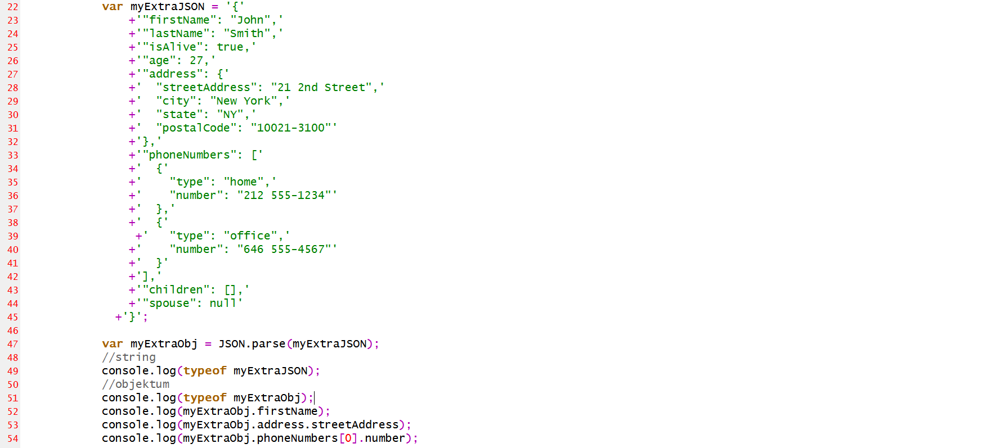 22 var myExtraJSON = '{'
23 +'"firstName": "John",'
24 +'"lastName": "Smith",'
25 +'"isAlive": true,'
26 +'"age": 27,'
27 +'"address": {'
28 +'  "streetAddress": "21 2nd Street",'
29 +'  "city": "New York",'
30 +'  "state": "NY",'
31 +'  "postalCode": "10021-3100"'
32 +'},'
33 +'"phoneNumbers": ['
34 +'  {'
35 +'    "type": "home",'
36 +'    "number": "212 555-1234"'
37 +'  },'
38 +'  {'
39 +'   "type": "office",'
40 +'    "number": "646 555-4567"'
41 +'  }'
42 +'],'
43 +'"children": [],'
44 +'"spouse": null'
45 +'}';
46
47 var myExtraObj = JSON.parse(myExtraJSON);
48 //string
49 console.log(typeof myExtraJSON);
50 //objektum
51 console.log(typeof myExtraObj);
52 console.log(myExtraObj.firstName);
53 console.log(myExtraObj.address.streetAddress);
54 console.log(myExtraObj.phoneNumbers[0].number);